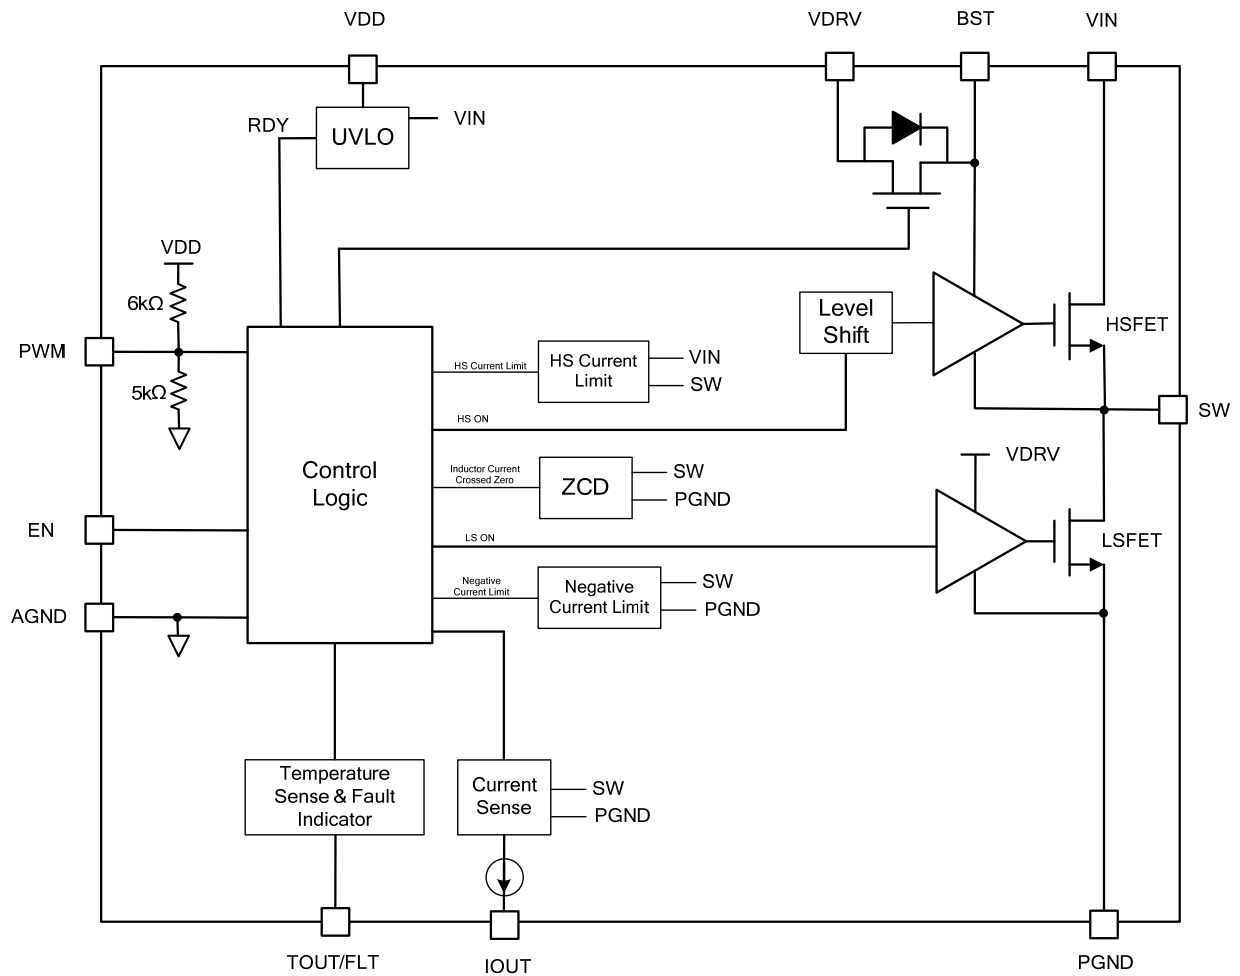 VDD
VDRV
BST
VIN
RDY
UVLO
VIN
VDD
6kΩ
PWM
5kΩ
Level
Shift
HSFET
HS Current Limit
HS Current
Limit
VIN
SW
SW
HS ON
Control
Logic
Inductor Current
Crossed Zero
ZCD
SW
PGND
VDRV
EN
LS ON
LSFET
Negative
Current Limit
Negative
Current Limit
SW
PGND
AGND
Temperature
Sense & Fault
Indicator
Current
Sense
SW
PGND
TOUT/FLT
IOUT
PGND